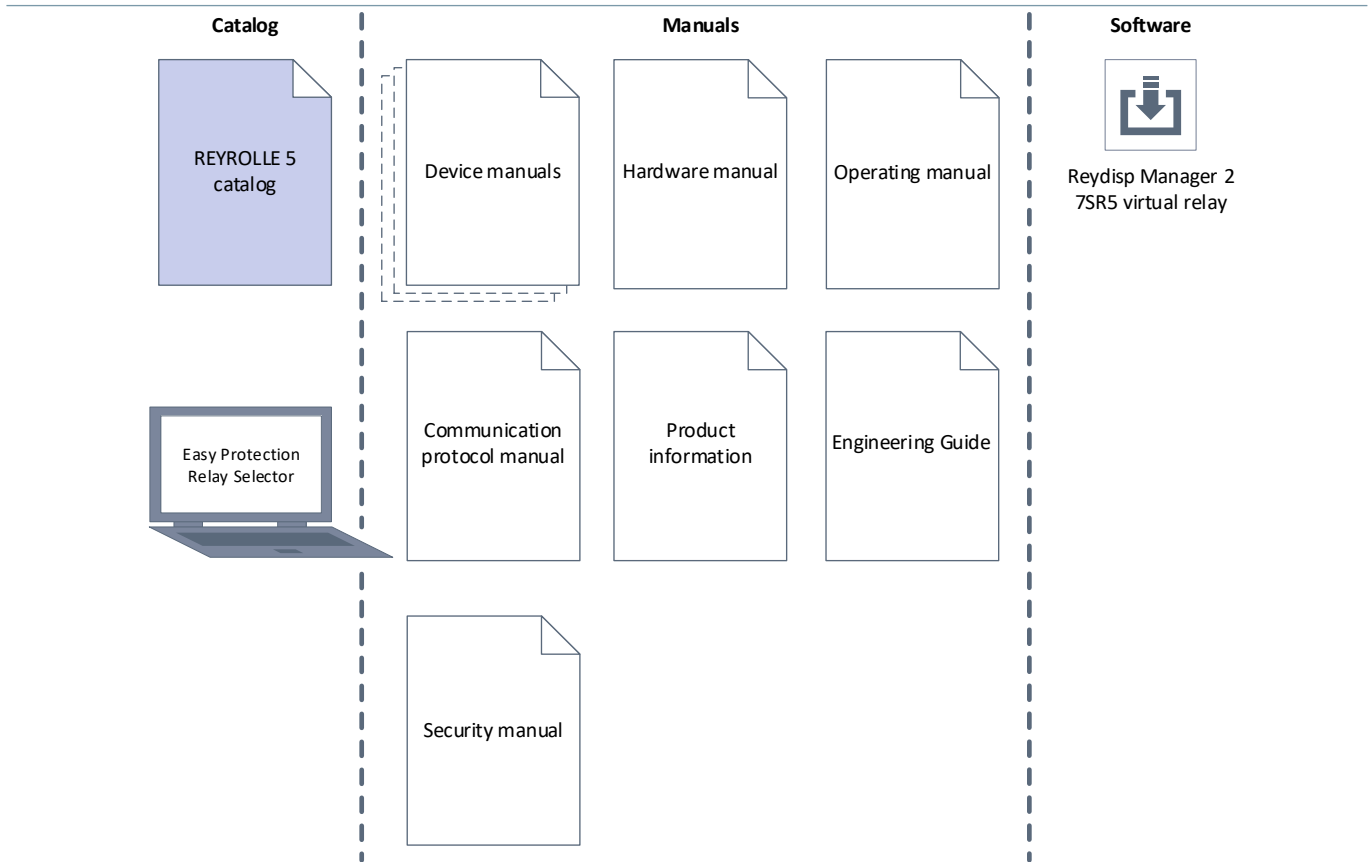 Catalog
Manuals
Software
REYROLLE 5
catalog
Device manuals
Hardware manual
Operating manual
Reydisp Manager 2
7SR5 virtual relay
Easy Protection
Relay Selector
Communication
protocol manual
Product
information
Engineering Guide
Security manual